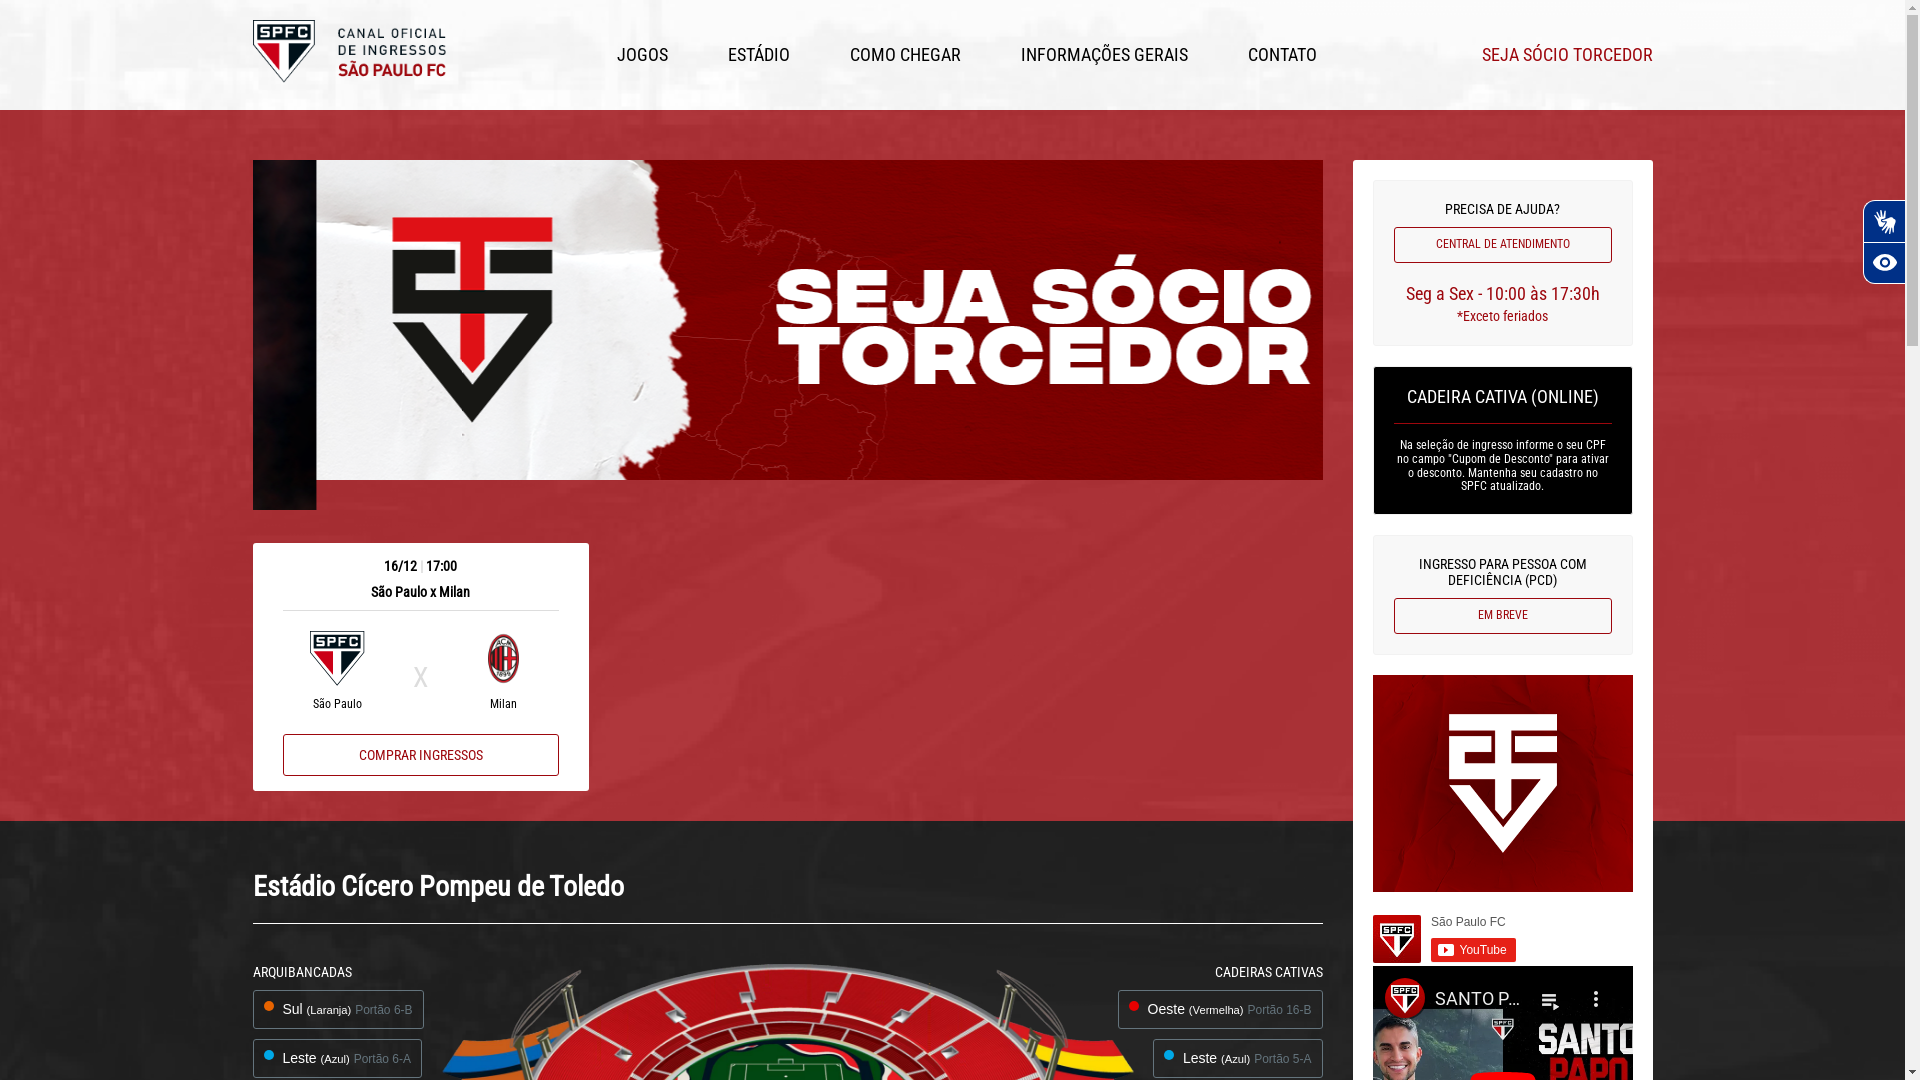 SPFC
CANAL OFICIAL
DE INGRESSOS
SÃO PAULO FC
JOGOS
ESTÁDIO
COMO CHEGAR
INFORMAÇÕES GERAIS
CONTATO
SEJA SÓCIO TORCEDOR
SEJA SÓCIO
TORCEDOR
16/12 | 17:00
São Paulo x Milan
SPFC
X
São Paulo
Milan
COMPRAR INGRESSOS
PRECISA DE AJUDA?
CENTRAL DE ATENDIMENTO
Seg a Sex - 10:00 às 17:30h
*Exceto feriados
CADEIRA CATIVA (ONLINE)
Na seleção de ingresso informe o seu CPF
no campo "Cupom de Desconto" para ativar
o desconto. Mantenha seu cadastro no
SPFC atualizado.
INGRESSO PARA PESSOA COM
DEFICIÊNCIA (PCD)
EM BREVE
SPFC
São Paulo FC
YouTube
SPFC
SANTO P...
SANTO
PAPO
Estádio Cícero Pompeu de Toledo
ARQUIBANCADAS
Sul (Laranja) Portão 6-B
Leste (Azul) Portão 6-A
CADEIRAS CATIVAS
Oeste (Vermelha) Portão 16-B
Leste (Azul) Portão 5-A